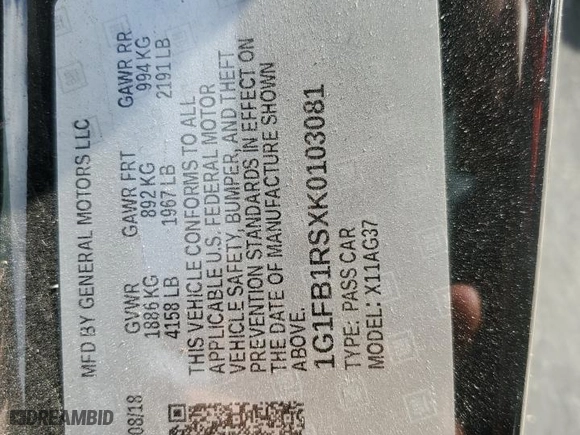 MFD BY GENERAL MOTORS LLC
08/18
GVWR GAWR FRT GAWR RR
1886 KG 892 KG 994 KG
4158 LB 1967 LB 2191 LB
THIS VEHICLE CONFORMS TO ALL
APPLICABLE U.S. FEDERAL MOTOR
VEHICLE SAFETY, BUMPER, AND THEFT
PREVENTION STANDARDS IN EFFECT ON
THE DATE OF MANUFACTURE SHOWN
ABOVE.
1G1FB1RSXK0103081
TYPE: PASS CAR
MODEL: X11AG37
DREAMBID